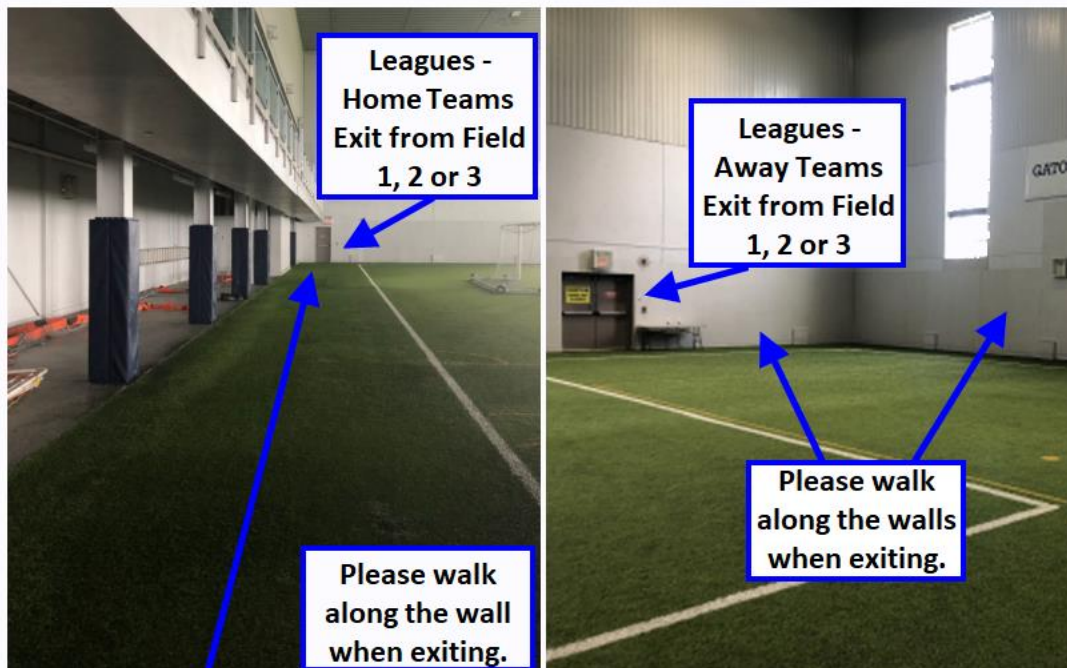 Leagues -
Home Teams
Exit from Field
1, 2 or 3
Please walk
along the wall
when exiting.
Leagues -
Away Teams
Exit from Field
1, 2 or 3
GATO
Please walk
along the walls
when exiting.